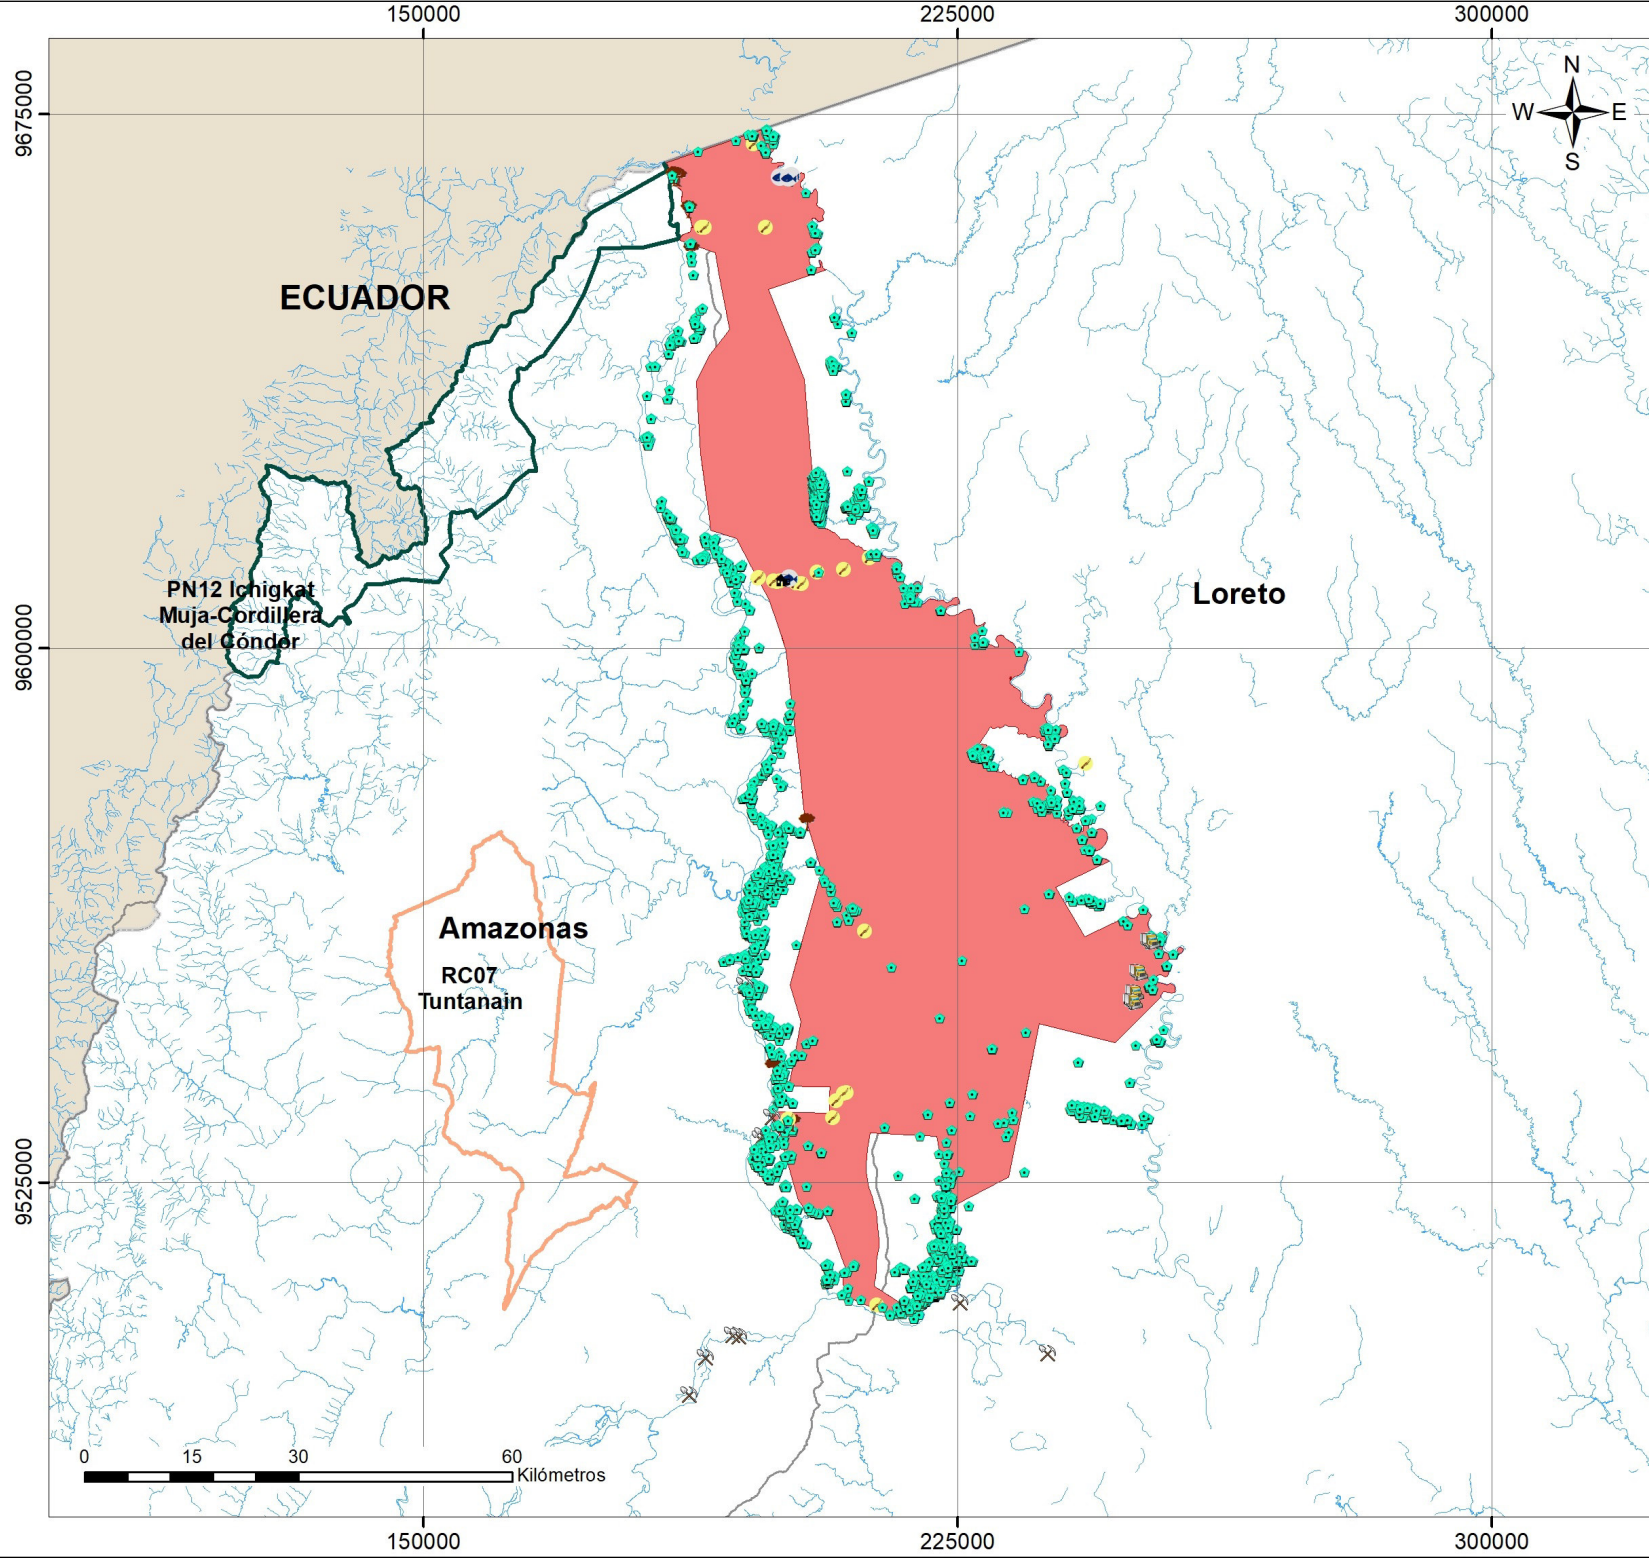 150000
225000
300000
9675000
9600000
9525000
N
W
E
S
ECUADOR
Loreto
PN12 Ichigkat
Muja-Cordillera
del Cóndor
Amazonas
RC07
Tuntanain
0
15
30
60
Kilómetros
150000
225000
300000